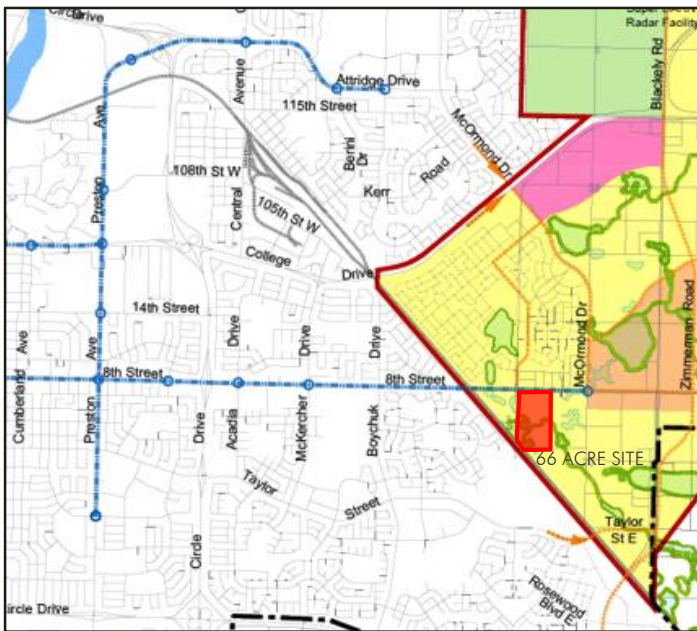 Circle Drive
Radar Facility
Blackely Rd
Avenue
Attridge Drive
115th Street
McOrmond Dr
Ave
Preston
Berini
Dr
Kerr
Road
108th St W
Central
105th St W
College
Drive
14th Street
Cumberland
Ave
Preston
Ave
8th Street
Drive
Acadia
Drive
McKercher
Drive
Boychuk
Drive
8th Street
McOrmond Dr
Zimmerman Road
66 ACRE SITE
Taylor
Street
Circle
Taylor
St E
Rosewood
Blvd E
ircle Drive